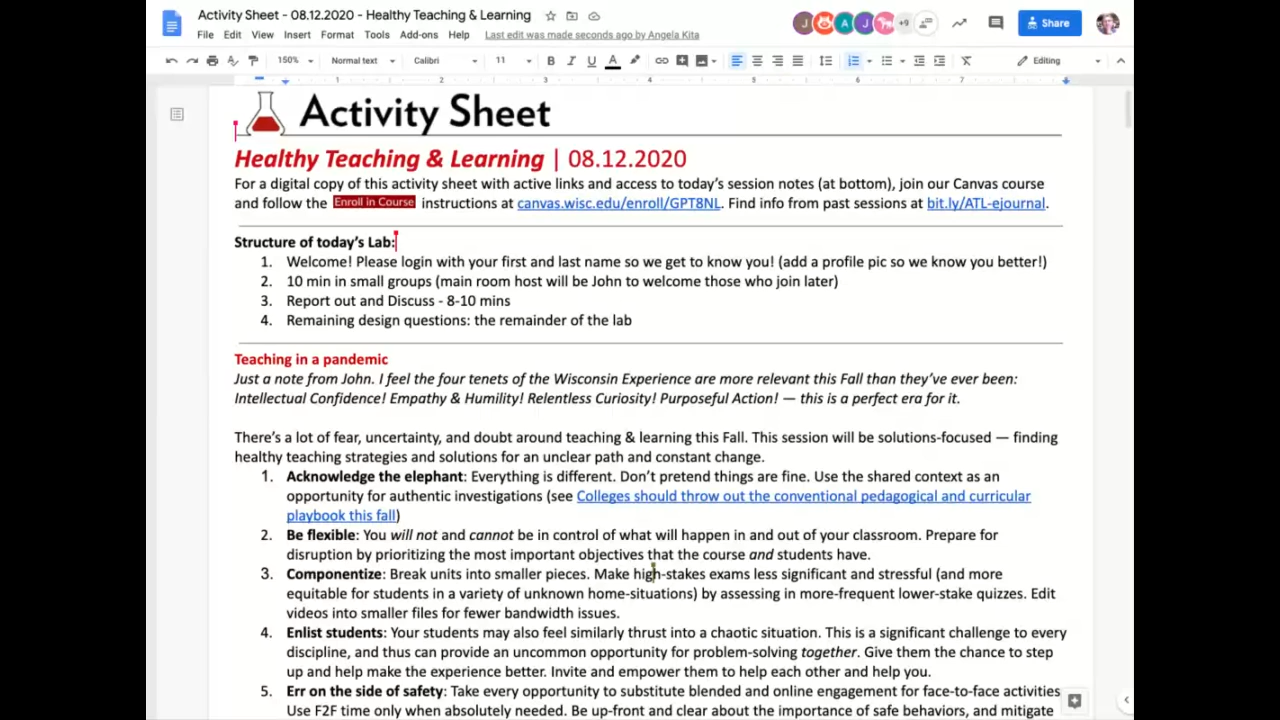 Activity Sheet - 08.12.2020 - Healthy Teaching & Learning
File Edit View Insert Format Tools Add-ons Help Last edit was made seconds ago by Angela Kita
J A J +9 Share
150% Normal text Calibri 11 B I U A Editing
1 2 3 4 5 6 7
Activity Sheet
Healthy Teaching & Learning | 08.12.2020
For a digital copy of this activity sheet with active links and access to today's session notes (at bottom), join our Canvas course
and follow the Enroll in Course instructions at canvas.wisc.edu/enroll/GPT8NL. Find info from past sessions at bit.ly/ATL-ejournal.
Structure of today's Lab:
1. Welcome! Please login with your first and last name so we get to know you! (add a profile pic so we know you better!)
2. 10 min in small groups (main room host will be John to welcome those who join later)
3. Report out and Discuss - 8-10 mins
4. Remaining design questions: the remainder of the lab
Teaching in a pandemic
Just a note from John. I feel the four tenets of the Wisconsin Experience are more relevant this Fall than they've ever been:
Intellectual Confidence! Empathy & Humility! Relentless Curiosity! Purposeful Action! — this is a perfect era for it.
There's a lot of fear, uncertainty, and doubt around teaching & learning this Fall. This session will be solutions-focused — finding
healthy teaching strategies and solutions for an unclear path and constant change.
1. Acknowledge the elephant: Everything is different. Don't pretend things are fine. Use the shared context as an
opportunity for authentic investigations (see Colleges should throw out the conventional pedagogical and curricular
playbook this fall)
2. Be flexible: You will not and cannot be in control of what will happen in and out of your classroom. Prepare for
disruption by prioritizing the most important objectives that the course and students have.
3. Componentize: Break units into smaller pieces. Make high-stakes exams less significant and stressful (and more
equitable for students in a variety of unknown home-situations) by assessing in more-frequent lower-stake quizzes. Edit
videos into smaller files for fewer bandwidth issues.
4. Enlist students: Your students may also feel similarly thrust into a chaotic situation. This is a significant challenge to every
discipline, and thus can provide an uncommon opportunity for problem-solving together. Give them the chance to step
up and help make the experience better. Invite and empower them to help each other and help you.
5. Err on the side of safety: Take every opportunity to substitute blended and online engagement for face-to-face activities
Use F2F time only when absolutely needed. Be up-front and clear about the importance of safe behaviors, and mitigate